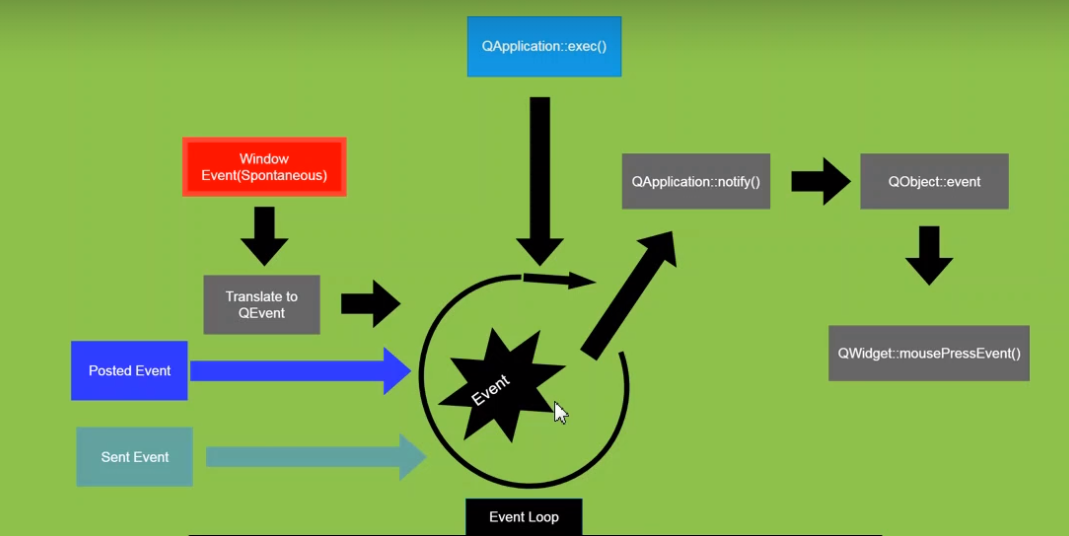 QApplication::exec()
Window
Event(Spontaneous)
QApplication::notify()
QObject::event
Translate to
QEvent
Posted Event
QWidget::mousePressEvent()
Event
Sent Event
Event Loop